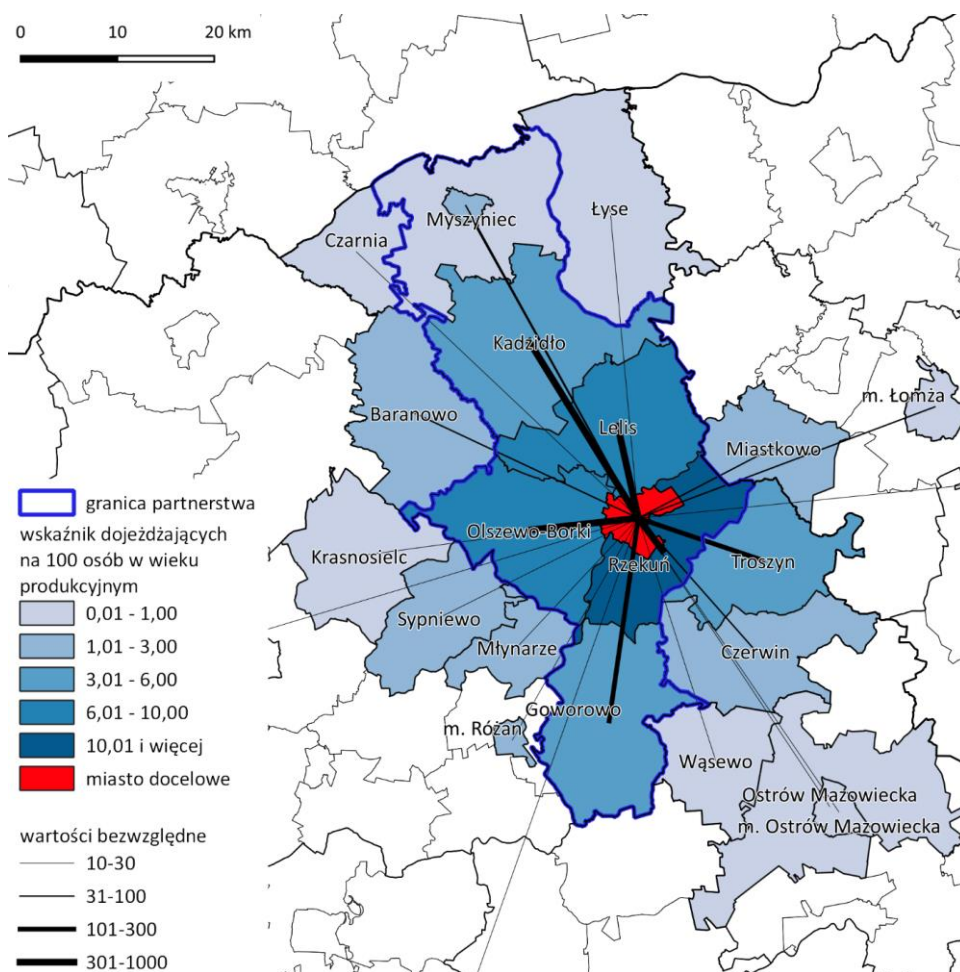 0 10 20 km
Łyse
Myszyniec
Czarnia
Kadzidło
m. Łomża
Baranowo
Lelis
Miastkowo
granica partnerstwa
wskaźnik dojeżdżających
na 100 osób w wieku
produkcyjnym
0,01 - 1,00
1,01 - 3,00
3,01 - 6,00
6,01 - 10,00
10,01 i więcej
miasto docelowe
Olszewo-Borki
Krasnosielc
Rzekuń
Troszyn
Sypniewo
Młynarze
Czerwin
Goworowo
m. Różan
Wąsewo
Ostrów Mazowiecka
m. Ostrów Mazowiecka
wartości bezwzględne
10-30
31-100
101-300
301-1000